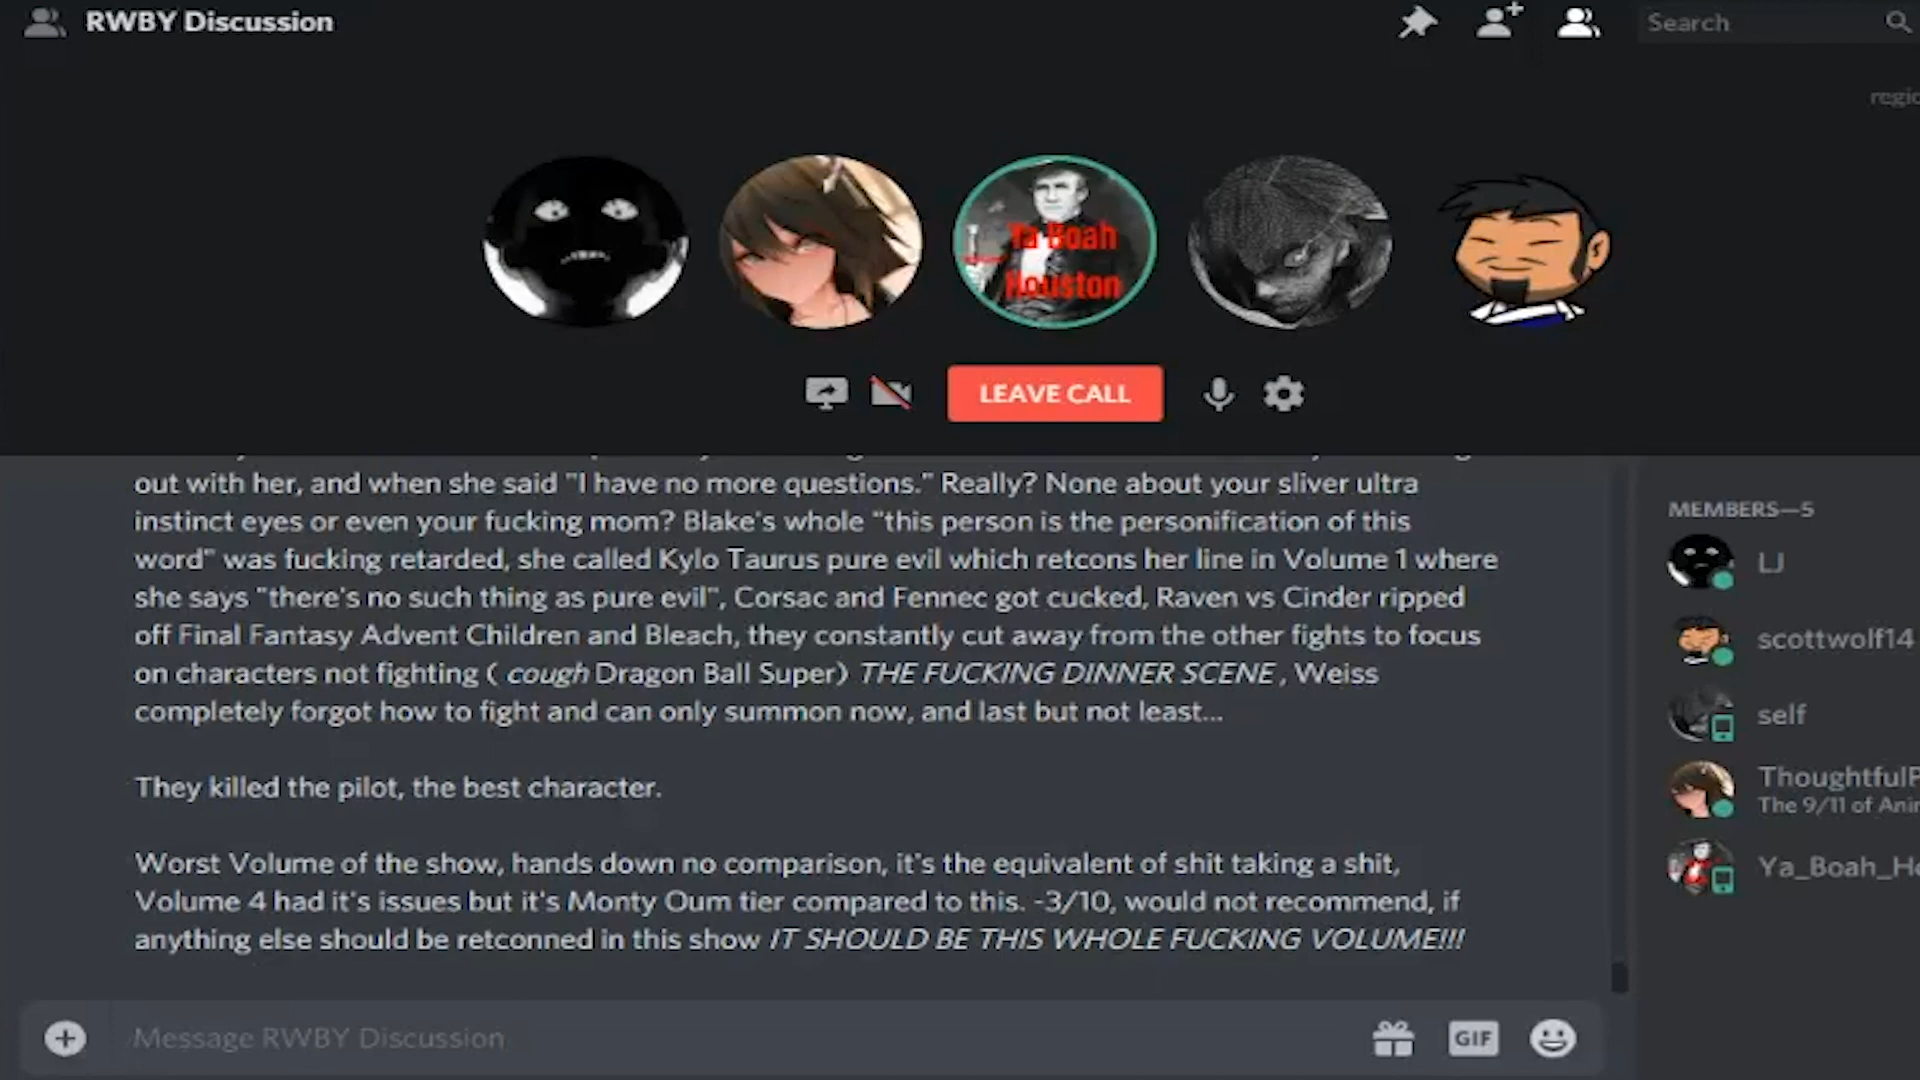 RWBY Discussion
Search
regio
Ya Boah
Houston
LEAVE CALL
out with her, and when she said "I have no more questions." Really? None about your sliver ultra
instinct eyes or even your fucking mom? Blake's whole "this person is the personification of this
word" was fucking retarded, she called Kylo Taurus pure evil which retcons her line in Volume 1 where
she says "there's no such thing as pure evil", Corsac and Fennec got cucked, Raven vs Cinder ripped
off Final Fantasy Advent Children and Bleach, they constantly cut away from the other fights to focus
on characters not fighting ( cough Dragon Ball Super) THE FUCKING DINNER SCENE , Weiss
completely forgot how to fight and can only summon now, and last but not least...
They killed the pilot, the best character.
Worst Volume of the show, hands down no comparison, it's the equivalent of shit taking a shit,
Volume 4 had it's issues but it's Monty Oum tier compared to this. -3/10, would not recommend, if
anything else should be retconned in this show IT SHOULD BE THIS WHOLE FUCKING VOLUME!!!
Message RWBY Discussion
GIF
MEMBERS—5
LJ
scottwolf14
self
ThoughtfulP
The 9/11 of Anim
Ya_Boah_Ho